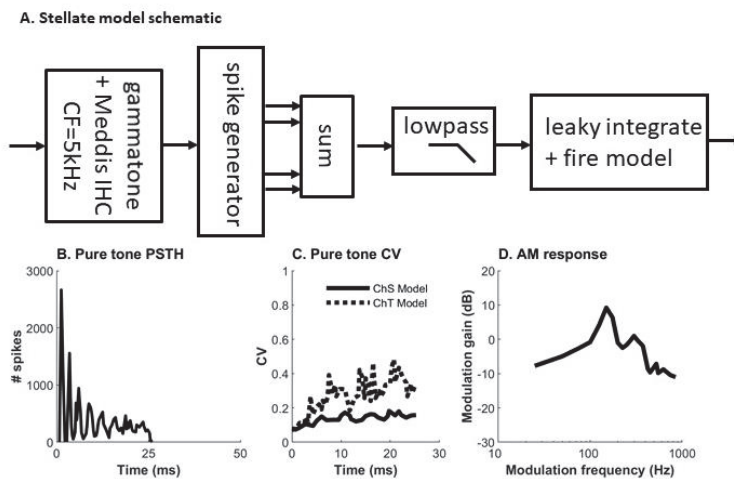 A. Stellate model schematic
gammatone
+ Meddis IHC
CF=5kHz
spike generator
sum
lowpass
leaky integrate
+ fire model
B. Pure tone PSTH
3000
2000
1000
0
# spikes
0
25
50
Time (ms)
C. Pure tone CV
1
0.8
0.6
0.4
0.2
0
CV
ChS Model
ChT Model
0
10
20
30
Time (ms)
D. AM response
20
10
0
-10
-20
-30
Modulation gain (dB)
100
1000
Modulation frequency (Hz)